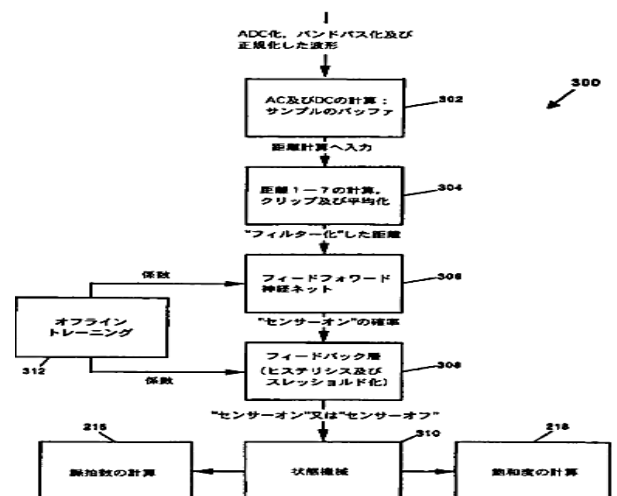 ADC化,バンドパス化及び
正規化した波形
300
AC及びDCの計算:
サンプルのバッファ
302
距離計算へ入力
距離1－7の計算,
クリップ及び平均化
304
"フィルター化"した距離
係数
フィードフォワード
神経ネット
306
オフライン
トレーニング
312
"センサーオン"の確率
フィードバック層
(ヒステリシス及び
スレッショルド化)
308
係数
"センサーオン"又は"センサーオフ"
215
310
218
脈拍数の計算
状態機械
飽和度の計算